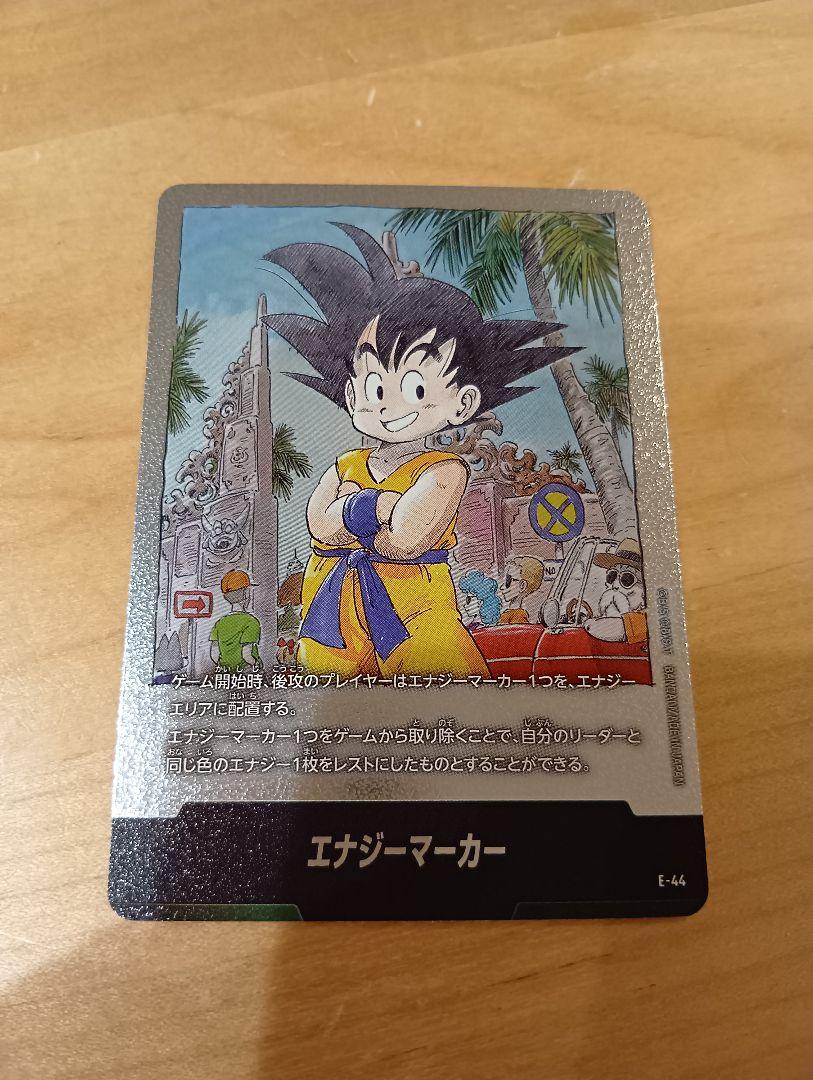 ゲーム開始時、後攻のプレイヤーはエナジーマーカー1つを、エナジー
エリアに配置する。
エナジーマーカー1つをゲームから取り除くことで、自分のリーダーと
同じ色のエナジー1枚をレストにしたものとすることができる。
エナジーマーカー
E-44
BANDAI MADE IN JAPAN